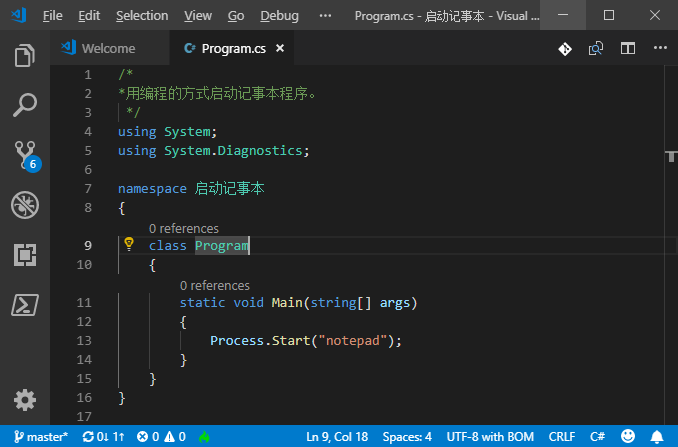 File Edit Selection View Go Debug ··· Program.cs - 启动记事本 - Visual ...
Welcome Program.cs ×
1 /*
2 *用编程的方式启动记事本程序。
3 */
4 using System;
5 using System.Diagnostics;
6
7 namespace 启动记事本
8 {
0 references
9 class Program
10 {
0 references
11 static void Main(string[] args)
12 {
13 Process.Start("notepad");
14 }
15 }
16 }
17
6
master* 0↓ 1↑ 0 0 Ln 9, Col 18 Spaces: 4 UTF-8 with BOM CRLF C#